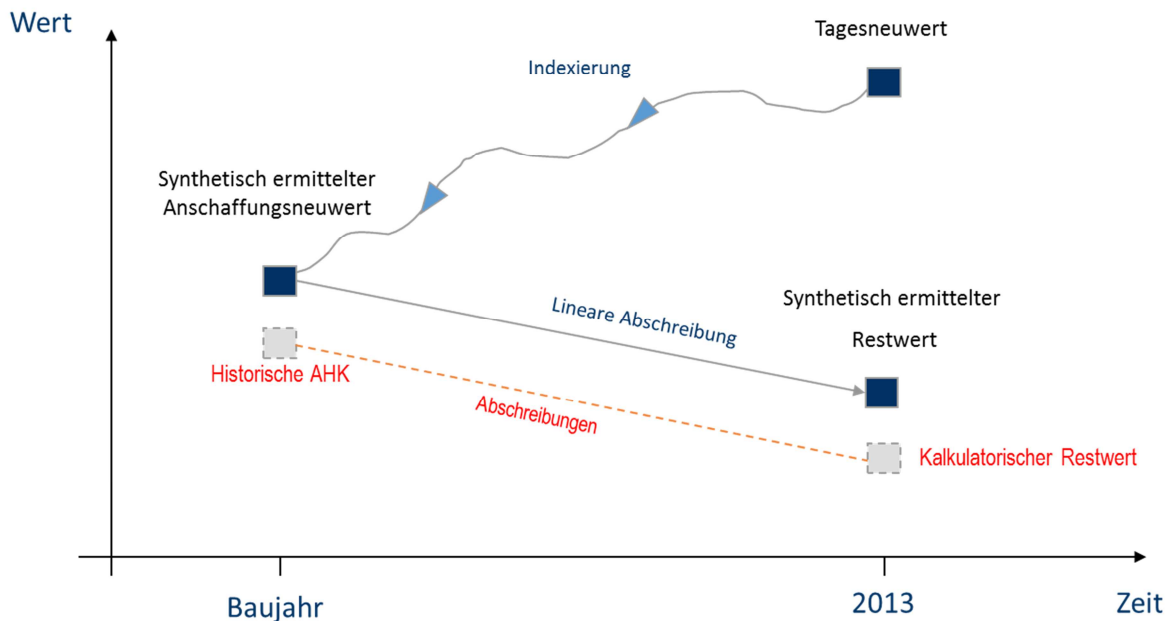 Wert
Tagesneuwert
Indexierung
Synthetisch ermittelter
Anschaffungsneuwert
Lineare Abschreibung
Synthetisch ermittelter
Restwert
Historische AHK
Abschreibungen
Kalkulatorischer Restwert
Baujahr
2013
Zeit